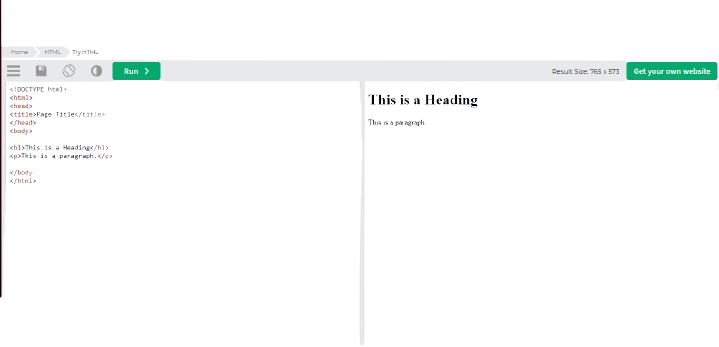 Home HTML Try HTML
Run ❯ Result Size: 765 x 573 Get your own website
<!DOCTYPE html>
<html>
<head>
<title>Page Title</title>
</head>
<body>
<h1>This is a Heading</h1>
<p>This is a paragraph.</p>
</body>
</html>
This is a Heading
This is a paragraph.